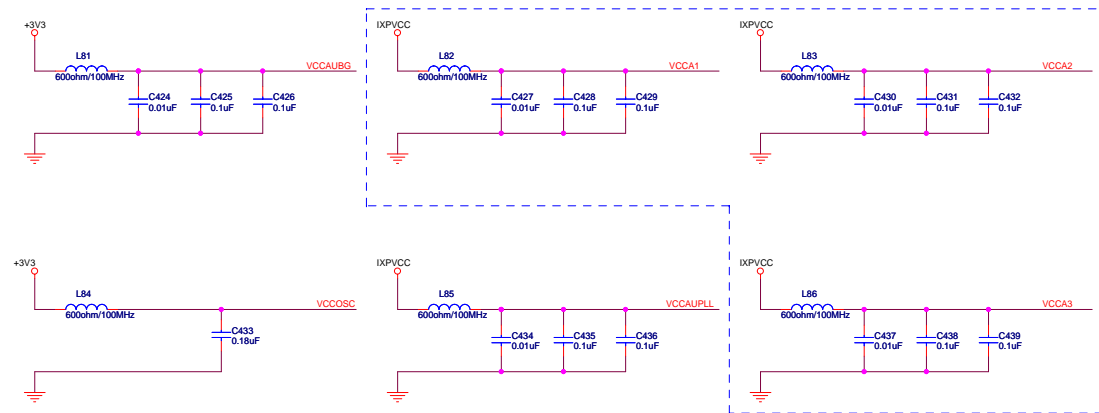 +3V3
L81
600ohm/100MHz
VCCAUBG
C424
0.01uF
C425
0.1uF
C426
0.1uF
IXPVCC
L82
600ohm/100MHz
VCCA1
C427
0.01uF
C428
0.1uF
C429
0.1uF
IXPVCC
L83
600ohm/100MHz
VCCA2
C430
0.01uF
C431
0.1uF
C432
0.1uF
+3V3
L84
600ohm/100MHz
VCCOSC
C433
0.18uF
IXPVCC
L85
600ohm/100MHz
VCCAUPLL
C434
0.01uF
C435
0.1uF
C436
0.1uF
IXPVCC
L86
600ohm/100MHz
VCCA3
C437
0.01uF
C438
0.1uF
C439
0.1uF